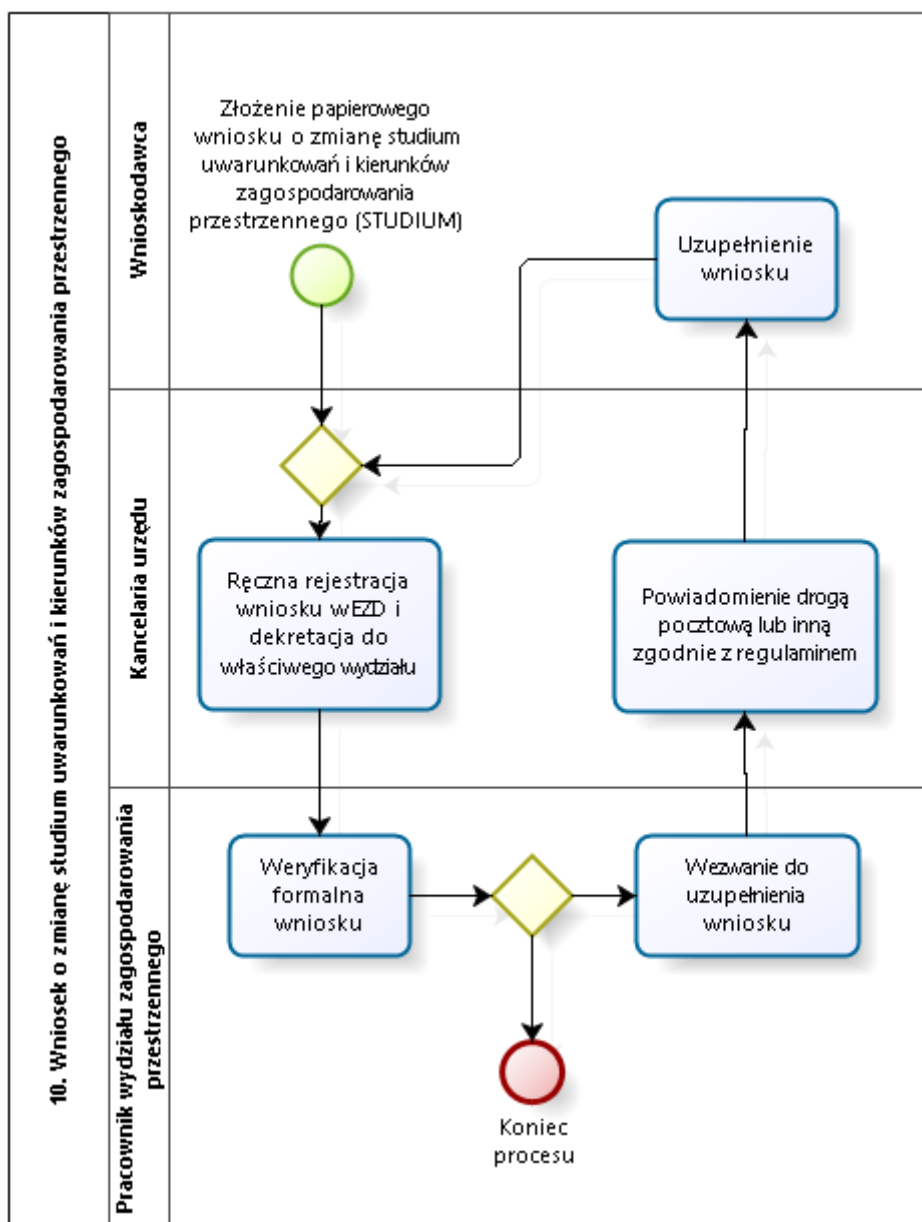 10. Wniosek o zmianę studium uwarunkowań i kierunków zagospodarowania przestrzennego
Wnioskodawca
Złożenie papierowego
wniosku o zmianę studium
uwarunkowań i kierunków
zagospodarowania
przestrzennego (STUDIUM)
Uzupełnienie
wniosku
Kancelaria urzędu
Ręczna rejestracja
wniosku w EZD i
dekretacja do
właściwego wydziału
Powiadomienie drogą
pocztową lub inną
zgodnie z regulaminem
Pracownik wydziału zagospodarowania
przestrzennego
Weryfikacja
formalna
wniosku
Wezwanie do
uzupełnienia
wniosku
Koniec
procesu